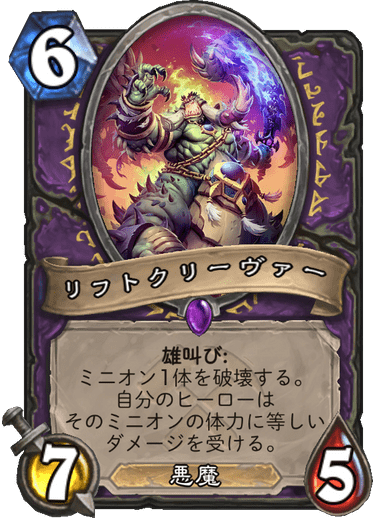 6
リフトクリーヴァー
雄叫び:
ミニオン1体を破壊する。
自分のヒーローは
そのミニオンの体力に等しい
ダメージを受ける。
7
悪魔
5